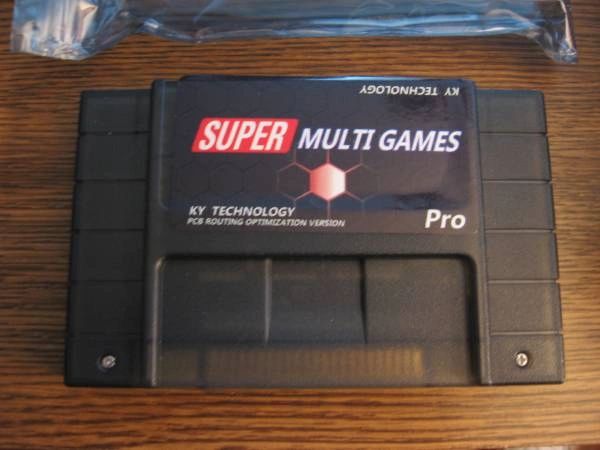 KY TECHNOLOGY
SUPER MULTI GAMES
KY TECHNOLOGY
PCB ROUTING OPTIMIZATION VERSION
Pro